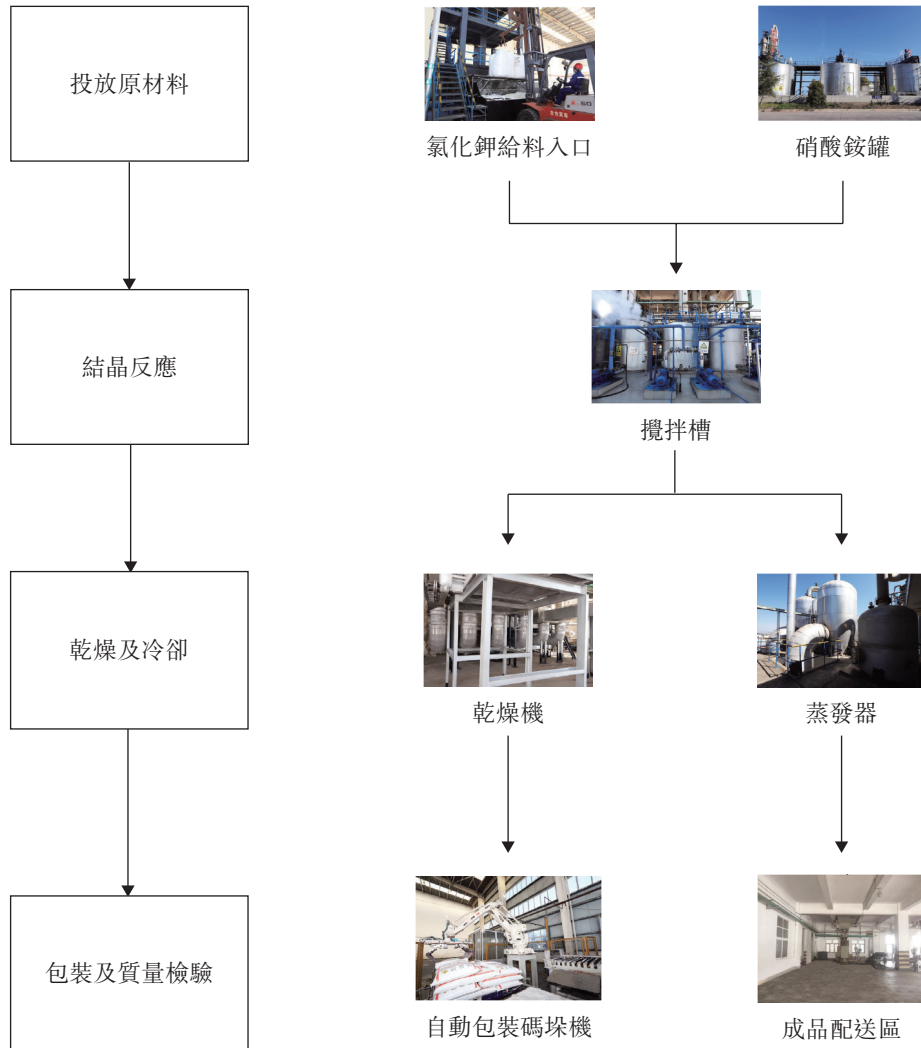 投放原材料
氯化鉀給料入口
硝酸銨罐
結晶反應
攪拌槽
乾燥及冷卻
乾燥機
蒸發器
包裝及質量檢驗
自動包裝碼垛機
成品配送區